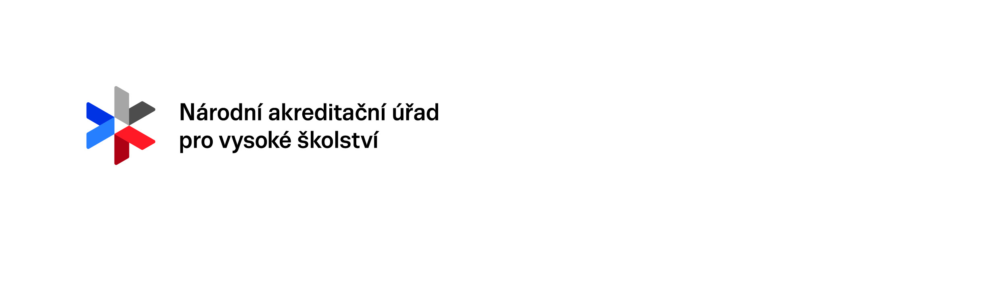 Národní akreditační úřad
pro vysoké školství